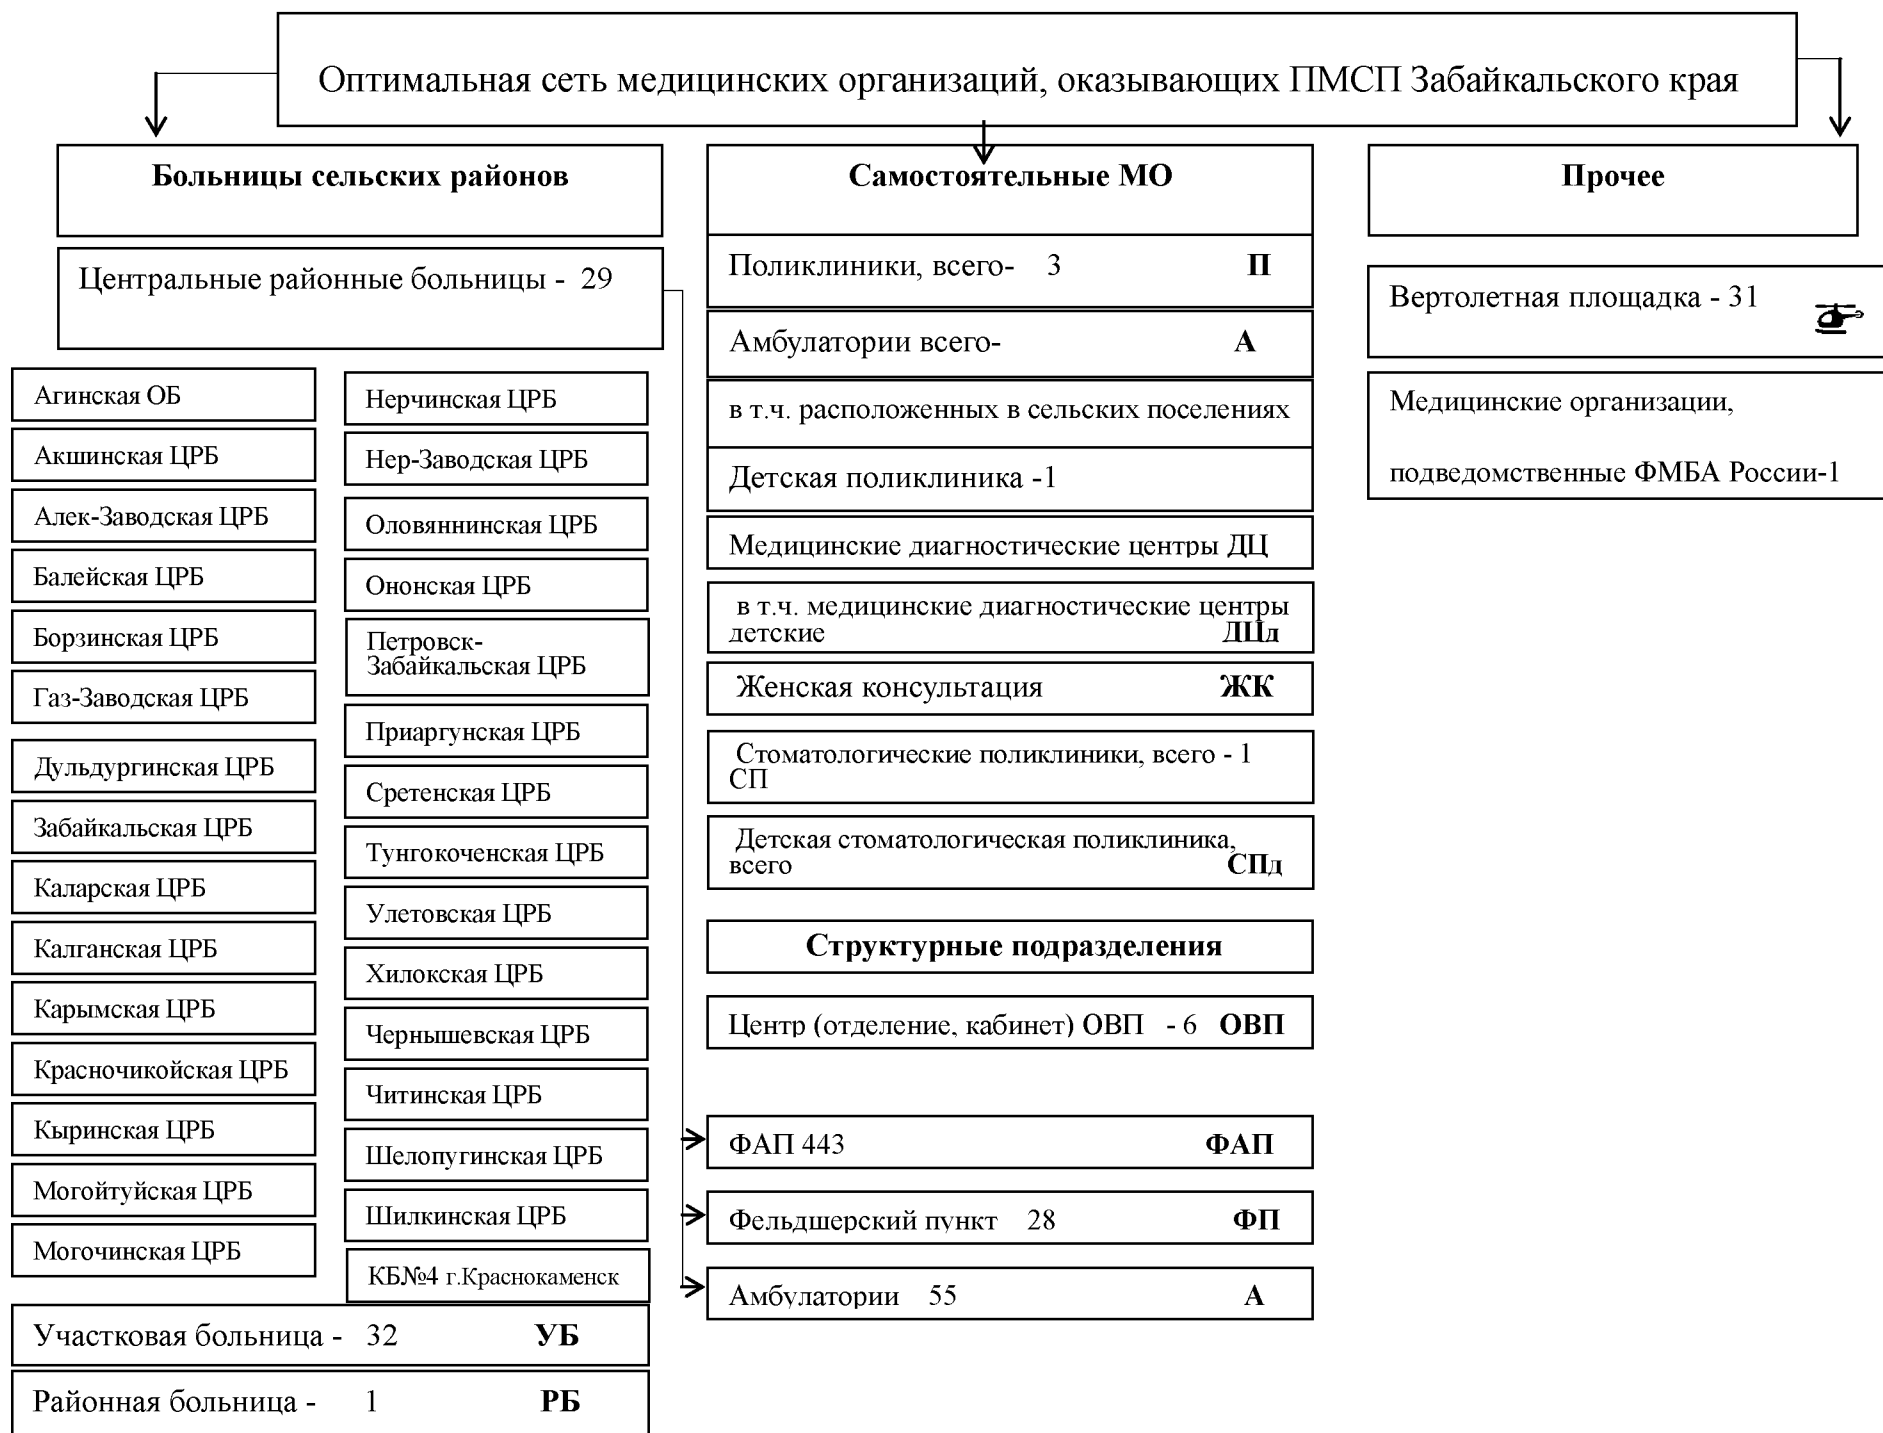 Оптимальная сеть медицинских организаций, оказывающих ПМСП Забайкальского края
Больницы сельских районов
Центральные районные больницы - 29
Агинская ОБ
Акшинская ЦРБ
Алек-Заводская ЦРБ
Балейская ЦРБ
Борзинская ЦРБ
Газ-Заводская ЦРБ
Дульдургинская ЦРБ
Забайкальская ЦРБ
Каларская ЦРБ
Калганская ЦРБ
Карымская ЦРБ
Красночикойская ЦРБ
Кыринская ЦРБ
Могойтуйская ЦРБ
Могочинская ЦРБ
Нерчинская ЦРБ
Нер-Заводская ЦРБ
Оловяннинская ЦРБ
Ононская ЦРБ
Петровск-
Забайкальская ЦРБ
Приаргунская ЦРБ
Сретенская ЦРБ
Тунгокоченская ЦРБ
Улетовская ЦРБ
Хилокская ЦРБ
Чернышевская ЦРБ
Читинская ЦРБ
Шелопугинская ЦРБ
Шилкинская ЦРБ
КБ№4 г.Краснокаменск
Участковая больница - 32 УБ
Районная больница - 1 РБ
Самостоятельные МО
Поликлиники, всего- 3 П
Амбулатории всего- А
в т.ч. расположенных в сельских поселениях
Детская поликлиника -1
Медицинские диагностические центры ДЦ
в т.ч. медицинские диагностические центры
детские ДЦд
Женская консультация ЖК
Стоматологические поликлиники, всего - 1
СП
Детская стоматологическая поликлиника,
всего СПд
Структурные подразделения
Центр (отделение, кабинет) ОВП - 6 ОВП
ФАП 443 ФАП
Фельдшерский пункт 28 ФП
Амбулатории 55 А
Прочее
Вертолетная площадка - 31
Медицинские организации,
подведомственные ФМБА России-1